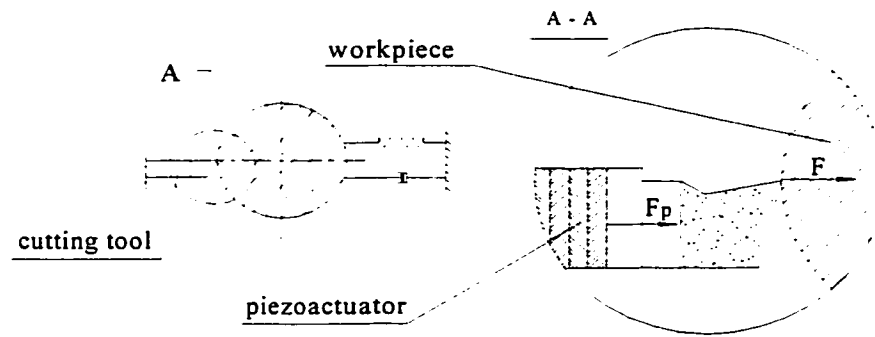 A - A
workpiece
A
F
Fp
cutting tool
piezoactuator